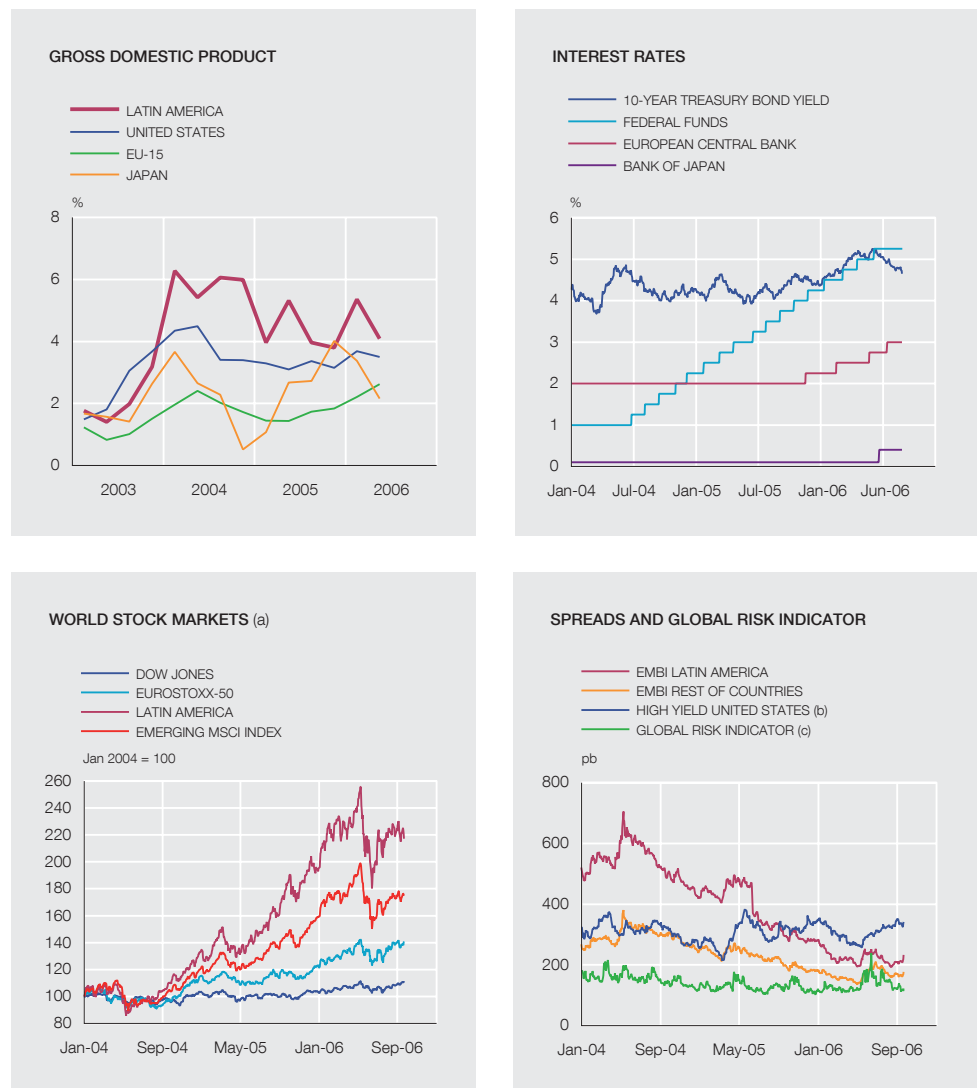 GROSS DOMESTIC PRODUCT
LATIN AMERICA
UNITED STATES
EU-15
JAPAN
%
8
6
4
2
0
2003 2004 2005 2006
INTEREST RATES
10-YEAR TREASURY BOND YIELD
FEDERAL FUNDS
EUROPEAN CENTRAL BANK
BANK OF JAPAN
%
6
5
4
3
2
1
0
Jan-04 Jul-04 Jan-05 Jul-05 Jan-06 Jun-06
WORLD STOCK MARKETS (a)
DOW JONES
EUROSTOXX-50
LATIN AMERICA
EMERGING MSCI INDEX
Jan 2004 = 100
260
240
220
200
180
160
140
120
100
80
Jan-04 Sep-04 May-05 Jan-06 Sep-06
SPREADS AND GLOBAL RISK INDICATOR
EMBI LATIN AMERICA
EMBI REST OF COUNTRIES
HIGH YIELD UNITED STATES (b)
GLOBAL RISK INDICATOR (c)
pb
800
600
400
200
0
Jan-04 Sep-04 May-05 Jan-06 Sep-06